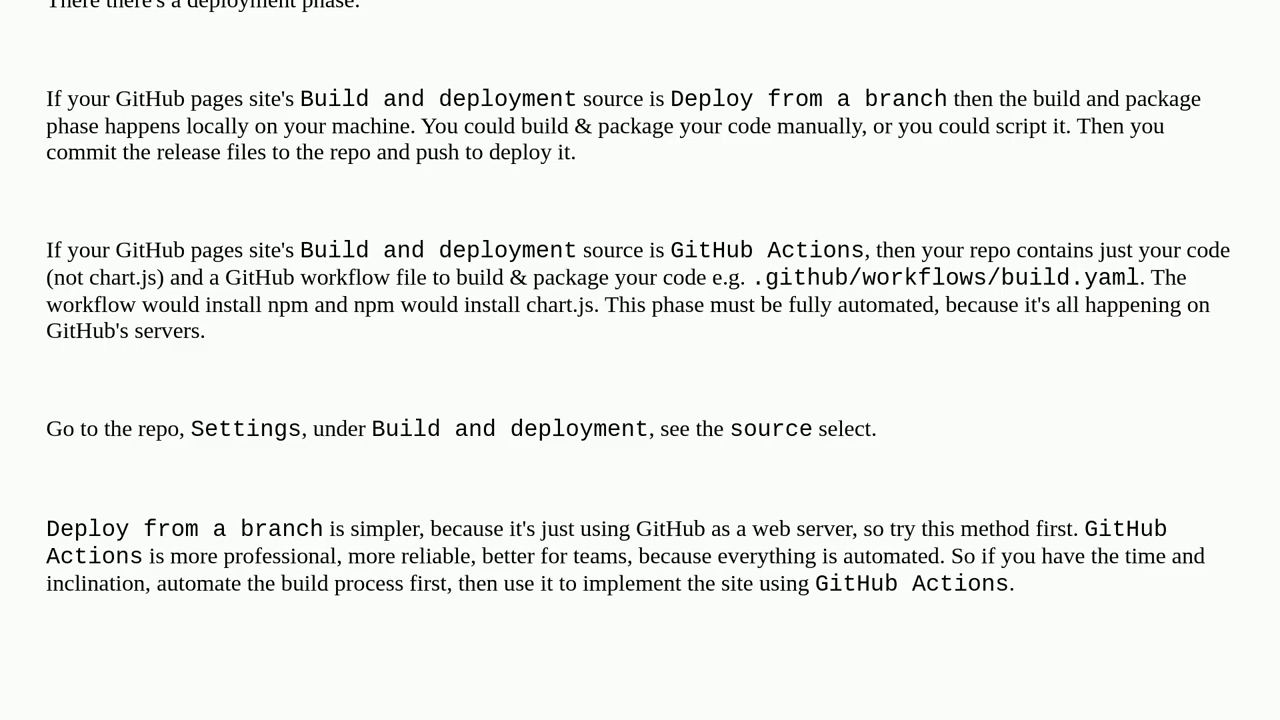 There there's a deployment phase.
If your GitHub pages site's Build and deployment source is Deploy from a branch then the build and package
phase happens locally on your machine. You could build & package your code manually, or you could script it. Then you
commit the release files to the repo and push to deploy it.
If your GitHub pages site's Build and deployment source is GitHub Actions, then your repo contains just your code
(not chart.js) and a GitHub workflow file to build & package your code e.g. .github/workflows/build.yaml. The
workflow would install npm and npm would install chart.js. This phase must be fully automated, because it's all happening on
GitHub's servers.
Go to the repo, Settings, under Build and deployment, see the source select.
Deploy from a branch is simpler, because it's just using GitHub as a web server, so try this method first. GitHub
Actions is more professional, more reliable, better for teams, because everything is automated. So if you have the time and
inclination, automate the build process first, then use it to implement the site using GitHub Actions.